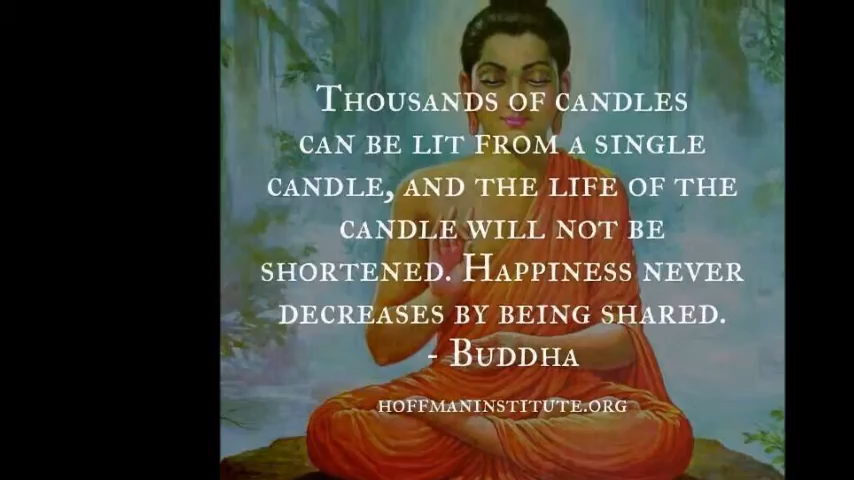 Thousands of candles
can be lit from a single
candle, and the life of the
candle will not be
shortened. Happiness never
decreases by being shared.
- Buddha
hoffmaninstitute.org